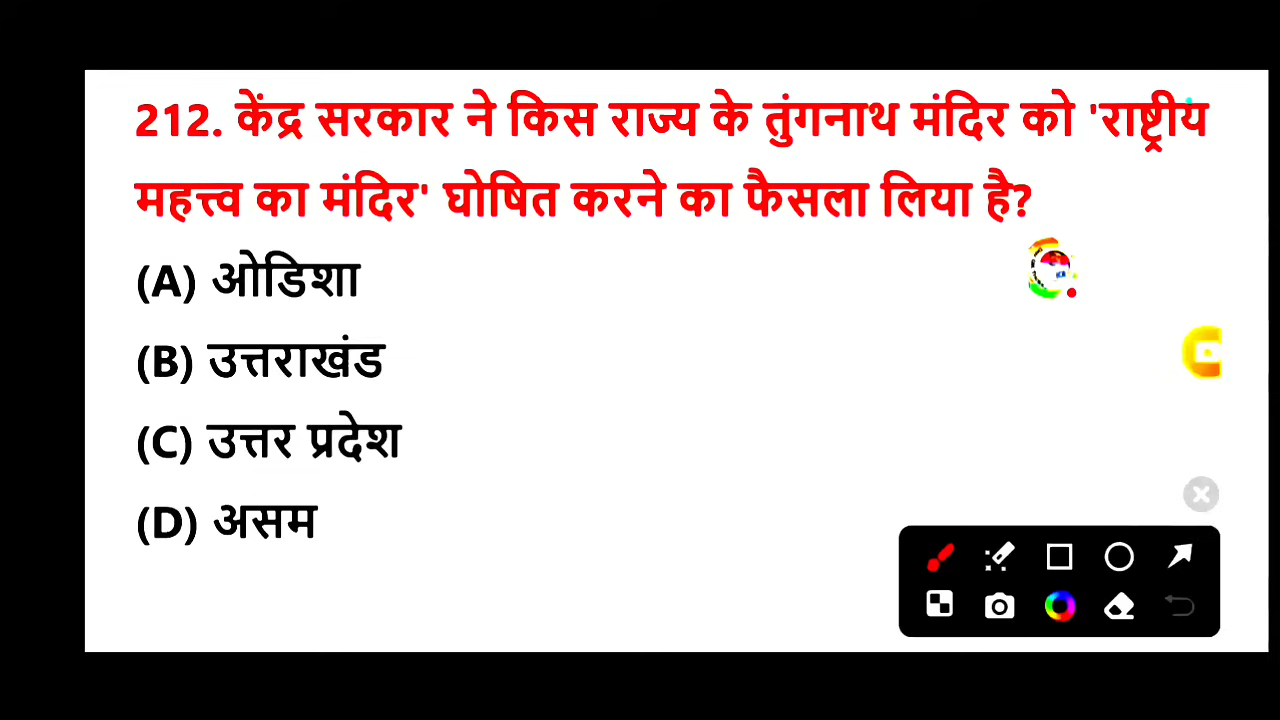 212. केंद्र सरकार ने किस राज्य के तुंगनाथ मंदिर को 'राष्ट्रीय
महत्त्व का मंदिर' घोषित करने का फैसला लिया है?
(A) ओडिशा
(B) उत्तराखंड
(C) उत्तर प्रदेश
(D) असम